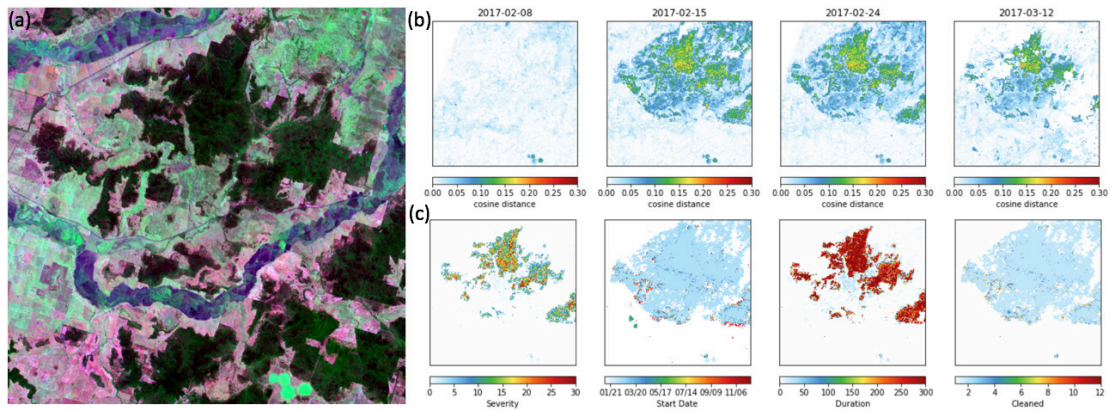 (a)
(b)
2017-02-08 2017-02-15 2017-02-24 2017-03-12
0.00 0.05 0.10 0.15 0.20 0.25 0.30 0.00 0.05 0.10 0.15 0.20 0.25 0.30 0.00 0.05 0.10 0.15 0.20 0.25 0.30 0.00 0.05 0.10 0.15 0.20 0.25 0.30
cosine distance cosine distance cosine distance cosine distance
(c)
0 5 10 15 20 25 30 01/21 03/20 05/17 07/14 09/09 11/06 0 50 100 150 200 250 300 2 4 6 8 10 12
Severity Start Date Duration Cleaned